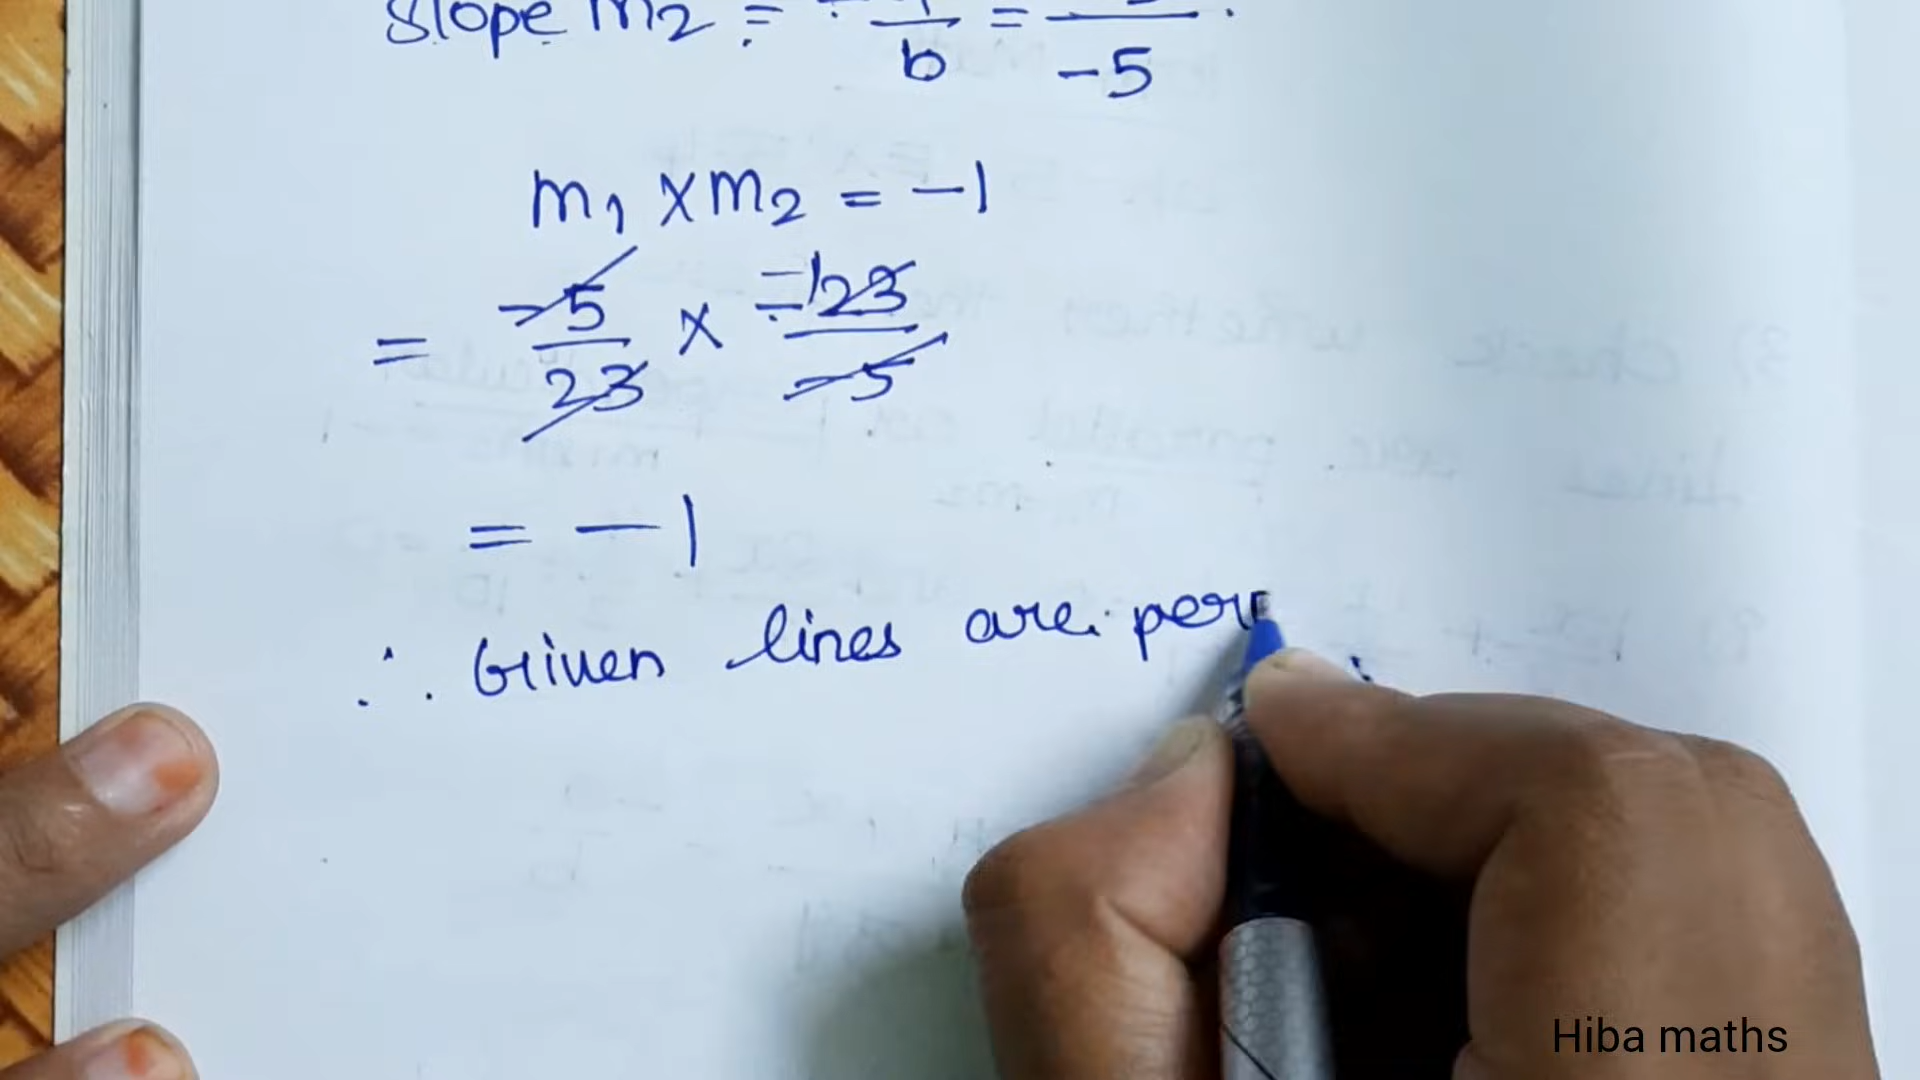 Slope m2 = - / b = / -5 .
m1 × m2 = -1
= -5/23 × -23/-5
= -1
∴ Given lines are per
Hiba maths